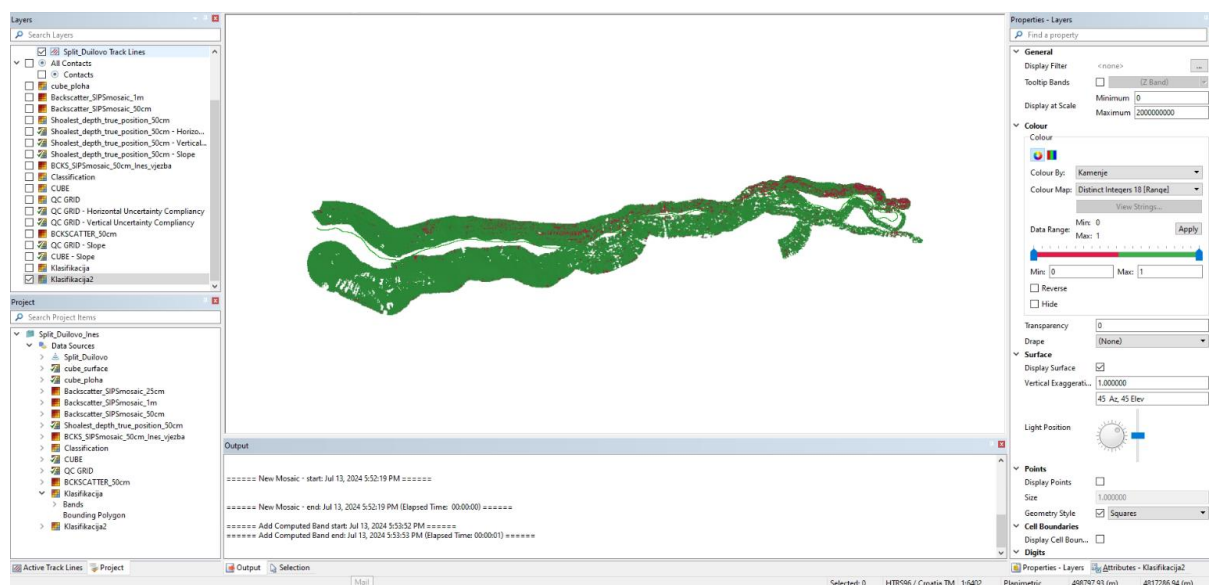 Layers
Search Layers
Split_Duilovo Track Lines
All Contacts
Contacts
cube_ploha
Backscatter_SIPSmosaic_1m
Backscatter_SIPSmosaic_50cm
Shoalest_depth_true_position_50cm
Shoalest_depth_true_position_50cm - Horizo...
Shoalest_depth_true_position_50cm - Vertical...
Shoalest_depth_true_position_50cm - Slope
BCKS_SIPSmosaic_50cm_Ines_vjezba
Classification
CUBE
QC GRID
QC GRID - Horizontal Uncertainty Compliancy
QC GRID - Vertical Uncertainty Compliancy
BCKSCATTER_50cm
QC GRID - Slope
CUBE - Slope
Klasifikacija
Klasifikacija2
Project
Search Project Items
Split_Duilovo_Ines
Data Sources
Split_Duilovo
cube_surface
cube_ploha
Backscatter_SIPSmosaic_25cm
Backscatter_SIPSmosaic_1m
Backscatter_SIPSmosaic_50cm
Shoalest_depth_true_position_50cm
BCKS_SIPSmosaic_50cm_Ines_vjezba
Classification
CUBE
QC GRID
BCKSCATTER_50cm
Klasifikacija
Bands
Bounding Polygon
Klasifikacija2
Active Track Lines Project
Output
====== New Mosaic - start: Jul 13, 2024 5:52:19 PM ======
====== New Mosaic - end: Jul 13, 2024 5:52:19 PM (Elapsed Time: 00:00:00) ======
====== Add Computed Band start: Jul 13, 2024 5:53:52 PM ======
====== Add Computed Band end: Jul 13, 2024 5:53:53 PM (Elapsed Time: 00:00:01) ======
Output Selection
Mail
Properties - Layers
Find a property
General
Display Filter <none> ...
Tooltip Bands (Z Band)
Display at Scale
Minimum 0
Maximum 2000000000
Colour
Colour
Colour By: Kamenje
Colour Map: Distinct Integers 18 [Range]
View Strings...
Data Range: Min: 0
Max: 1
Apply
Min: 0 Max: 1
Reverse
Hide
Transparency 0
Drape (None)
Surface
Display Surface
Vertical Exaggerati... 1.000000
45 Az, 45 Elev
Light Position
Points
Display Points
Size 1.000000
Geometry Style Squares
Cell Boundaries
Display Cell Boun...
Digits
Properties - Layers Attributes - Klasifikacija2
Selected: 0 HTRS96 / Croatia TM 1:6402 Planimetric 498797.93 (m) 4817286.94 (m)